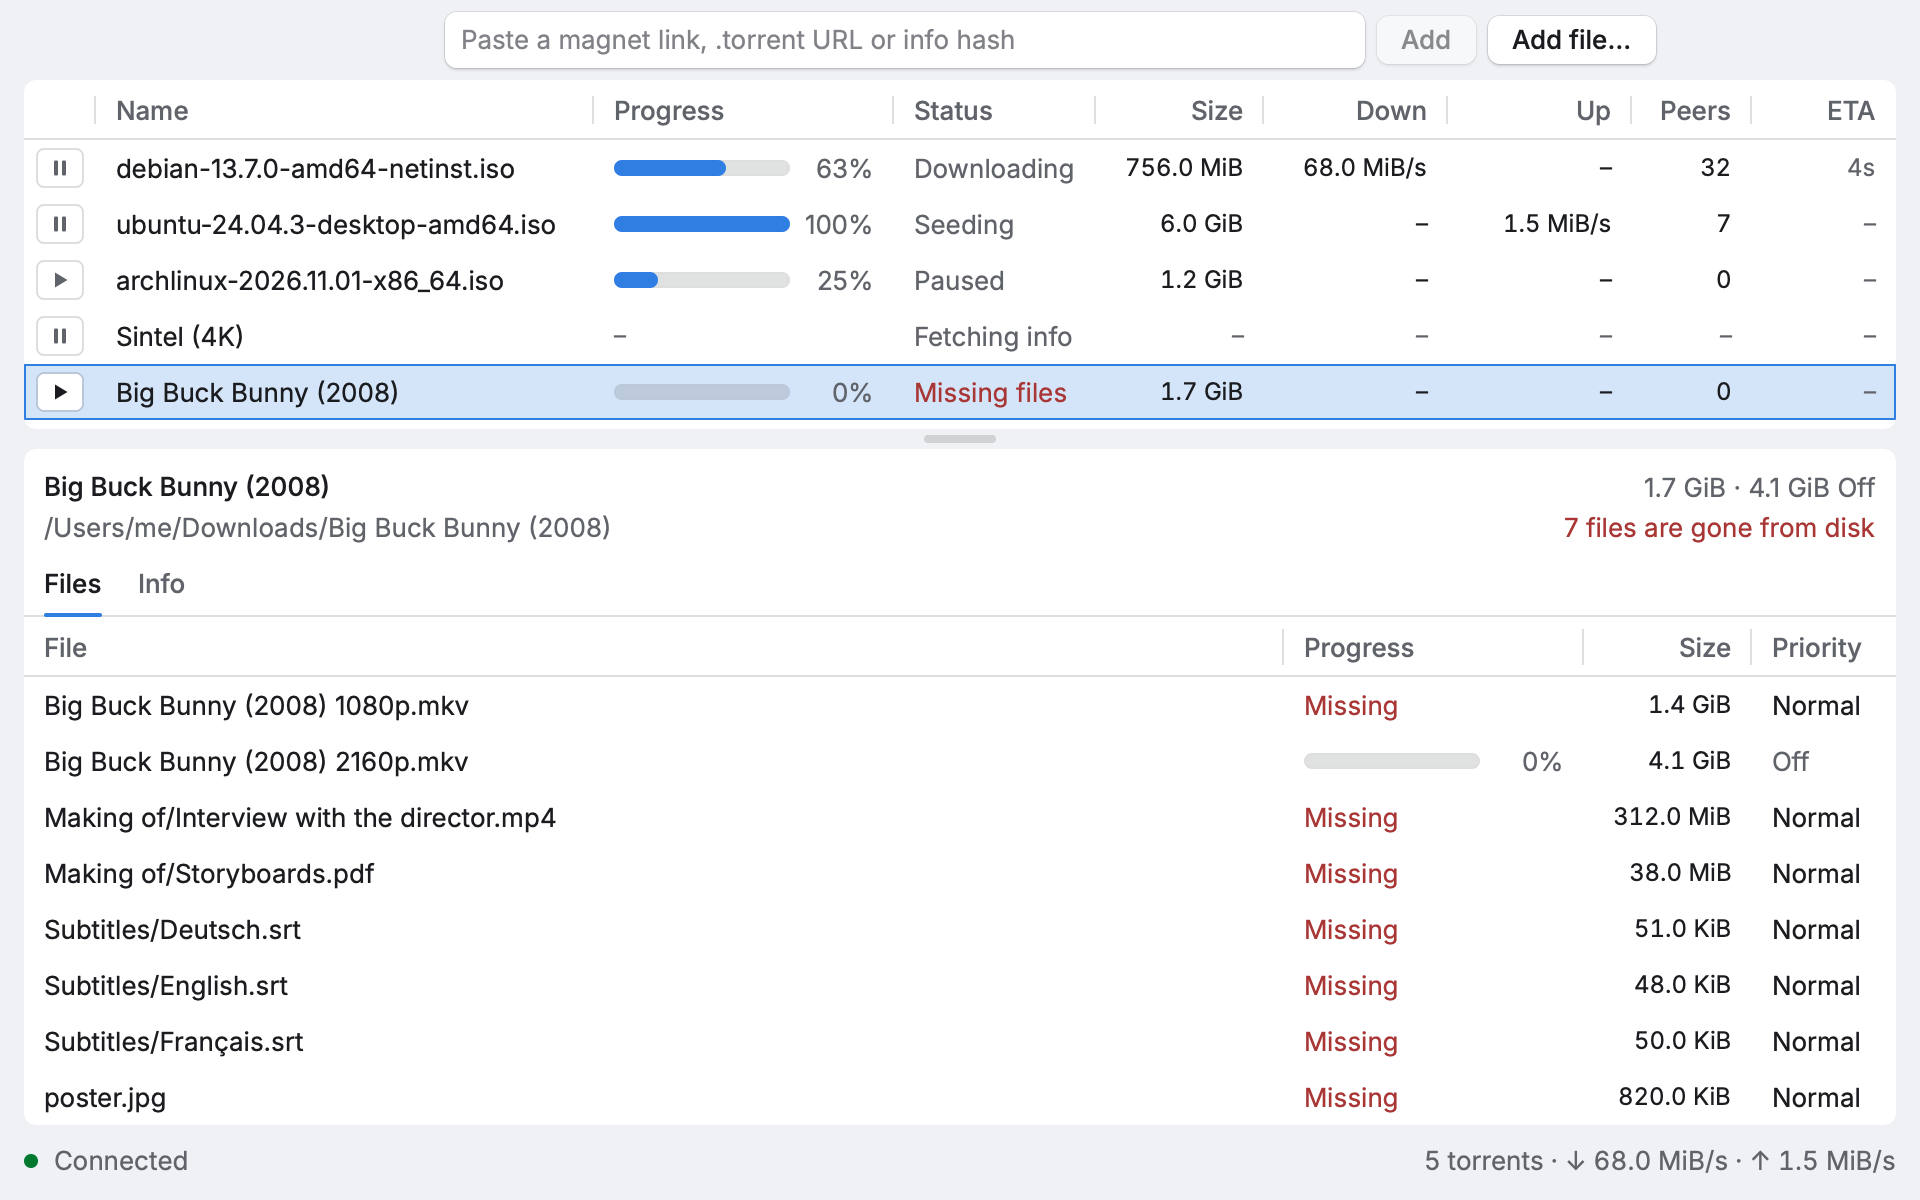 Paste a magnet link, .torrent URL or info hash Add Add file...
Name Progress Status Size Down Up Peers ETA
debian-13.7.0-amd64-netinst.iso 63% Downloading 756.0 MiB 68.0 MiB/s – 32 4s
ubuntu-24.04.3-desktop-amd64.iso 100% Seeding 6.0 GiB – 1.5 MiB/s 7 –
archlinux-2026.11.01-x86_64.iso 25% Paused 1.2 GiB – – 0 –
Sintel (4K) – Fetching info – – – – –
Big Buck Bunny (2008) 0% Missing files 1.7 GiB – – 0 –
Big Buck Bunny (2008) 1.7 GiB · 4.1 GiB Off
/Users/me/Downloads/Big Buck Bunny (2008) 7 files are gone from disk
Files Info
File Progress Size Priority
Big Buck Bunny (2008) 1080p.mkv Missing 1.4 GiB Normal
Big Buck Bunny (2008) 2160p.mkv 0% 4.1 GiB Off
Making of/Interview with the director.mp4 Missing 312.0 MiB Normal
Making of/Storyboards.pdf Missing 38.0 MiB Normal
Subtitles/Deutsch.srt Missing 51.0 KiB Normal
Subtitles/English.srt Missing 48.0 KiB Normal
Subtitles/Français.srt Missing 50.0 KiB Normal
poster.jpg Missing 820.0 KiB Normal
Connected 5 torrents · ↓ 68.0 MiB/s · ↑ 1.5 MiB/s